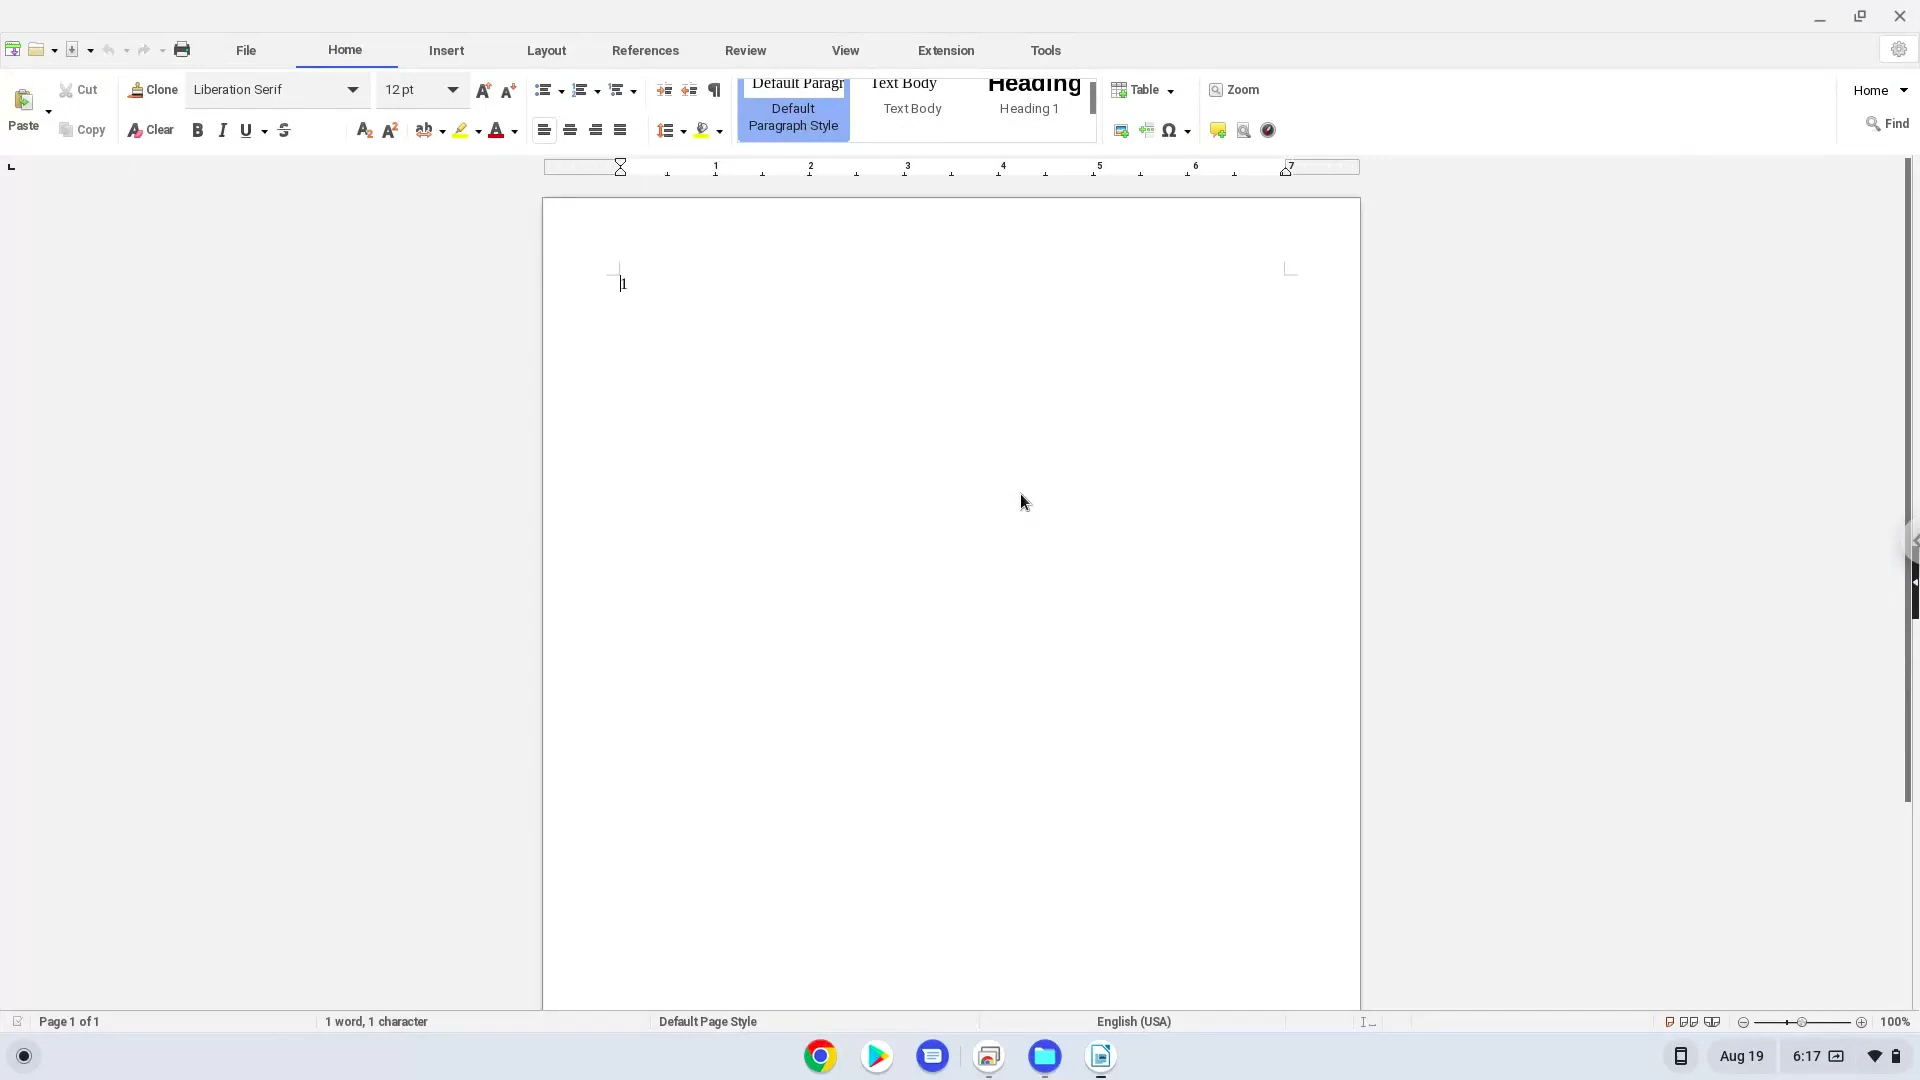 File
Home
Insert
Layout
References
Review
View
Extension
Tools
Paste
Cut
Copy
Clone
Clear
Liberation Serif
12 pt
Default Paragr
Default
Paragraph Style
Text Body
Text Body
Heading
Heading 1
Table
Zoom
Home
Find
1 2 3 4 5 6 7
1
Page 1 of 1
1 word, 1 character
Default Page Style
English (USA)
100%
Aug 19
6:17